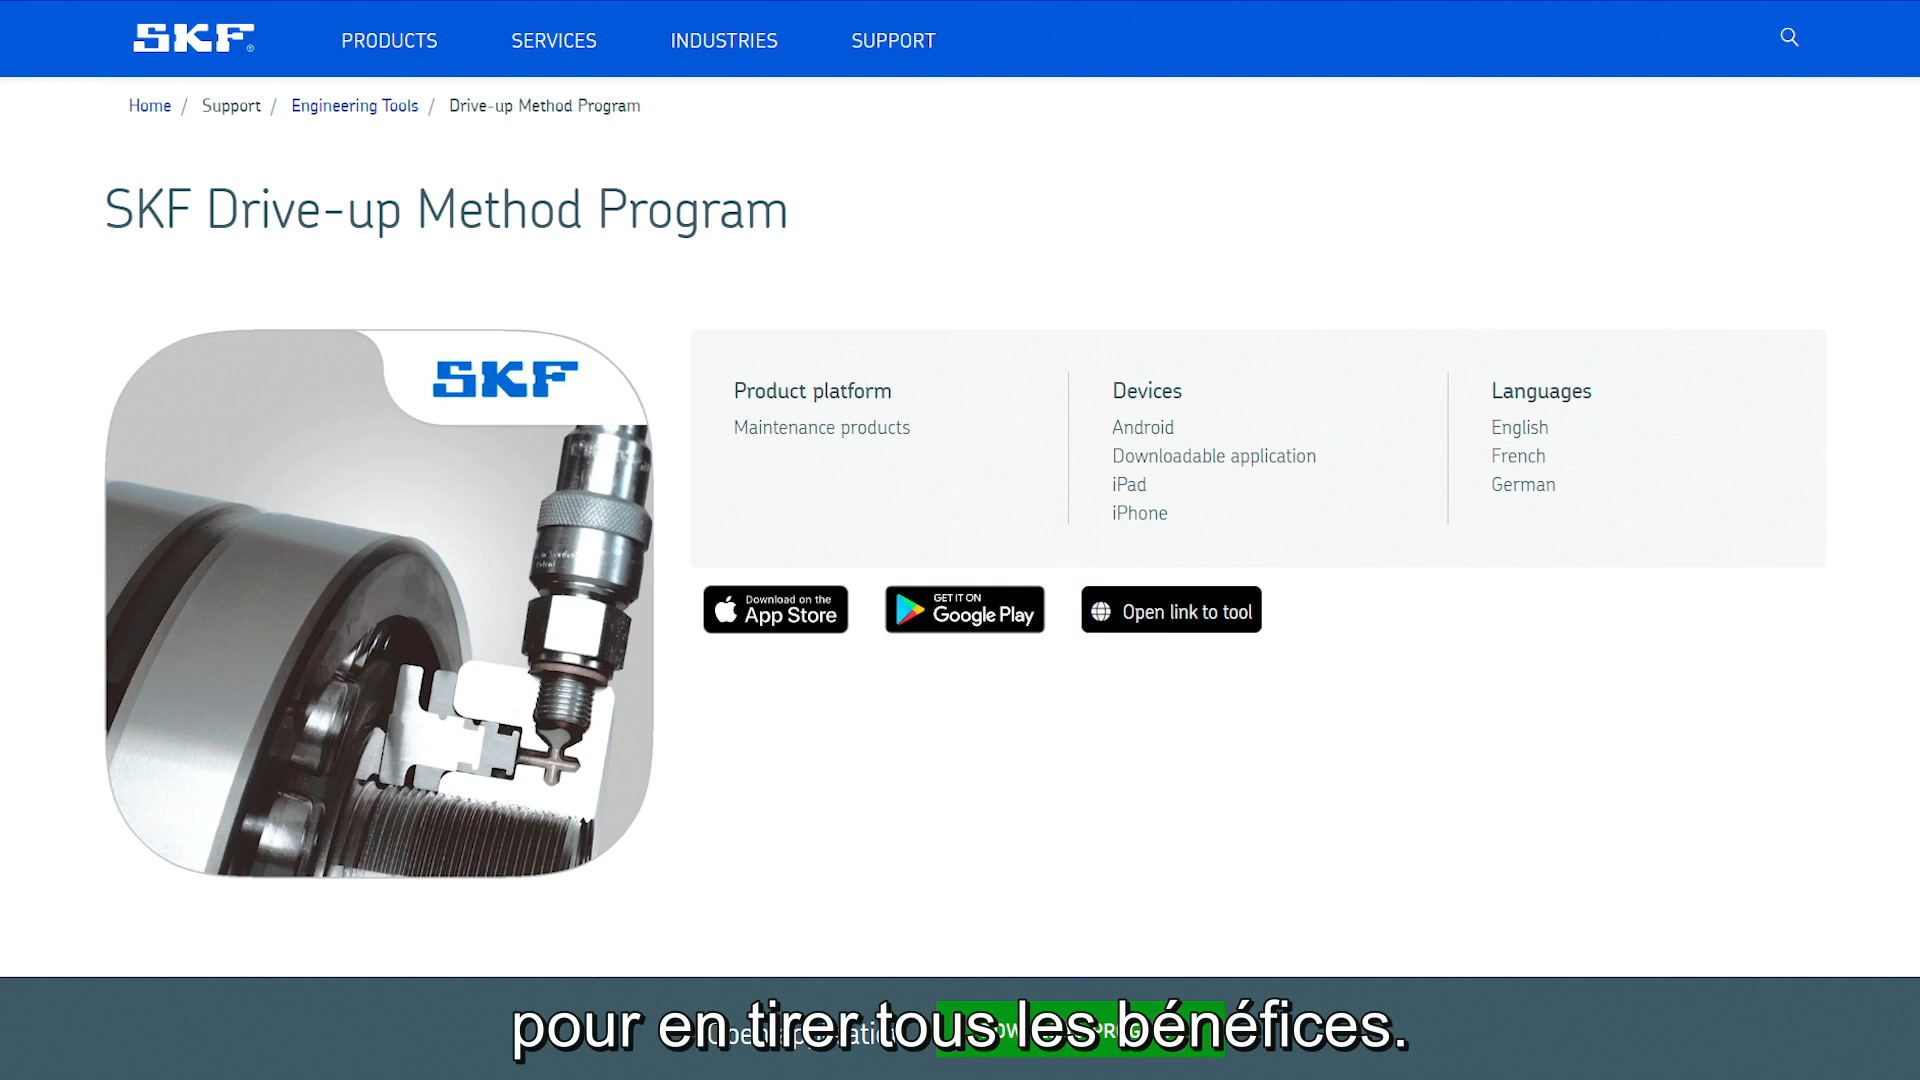 SKF®
PRODUCTS
SERVICES
INDUSTRIES
SUPPORT
Home / Support / Engineering Tools / Drive-up Method Program
SKF Drive-up Method Program
SKF
Product platform
Maintenance products
Devices
Android
Downloadable application
iPad
iPhone
Languages
English
French
German
Download on the
App Store
GET IT ON
Google Play
Open link to tool
pour en tirer tous les bénéfices.